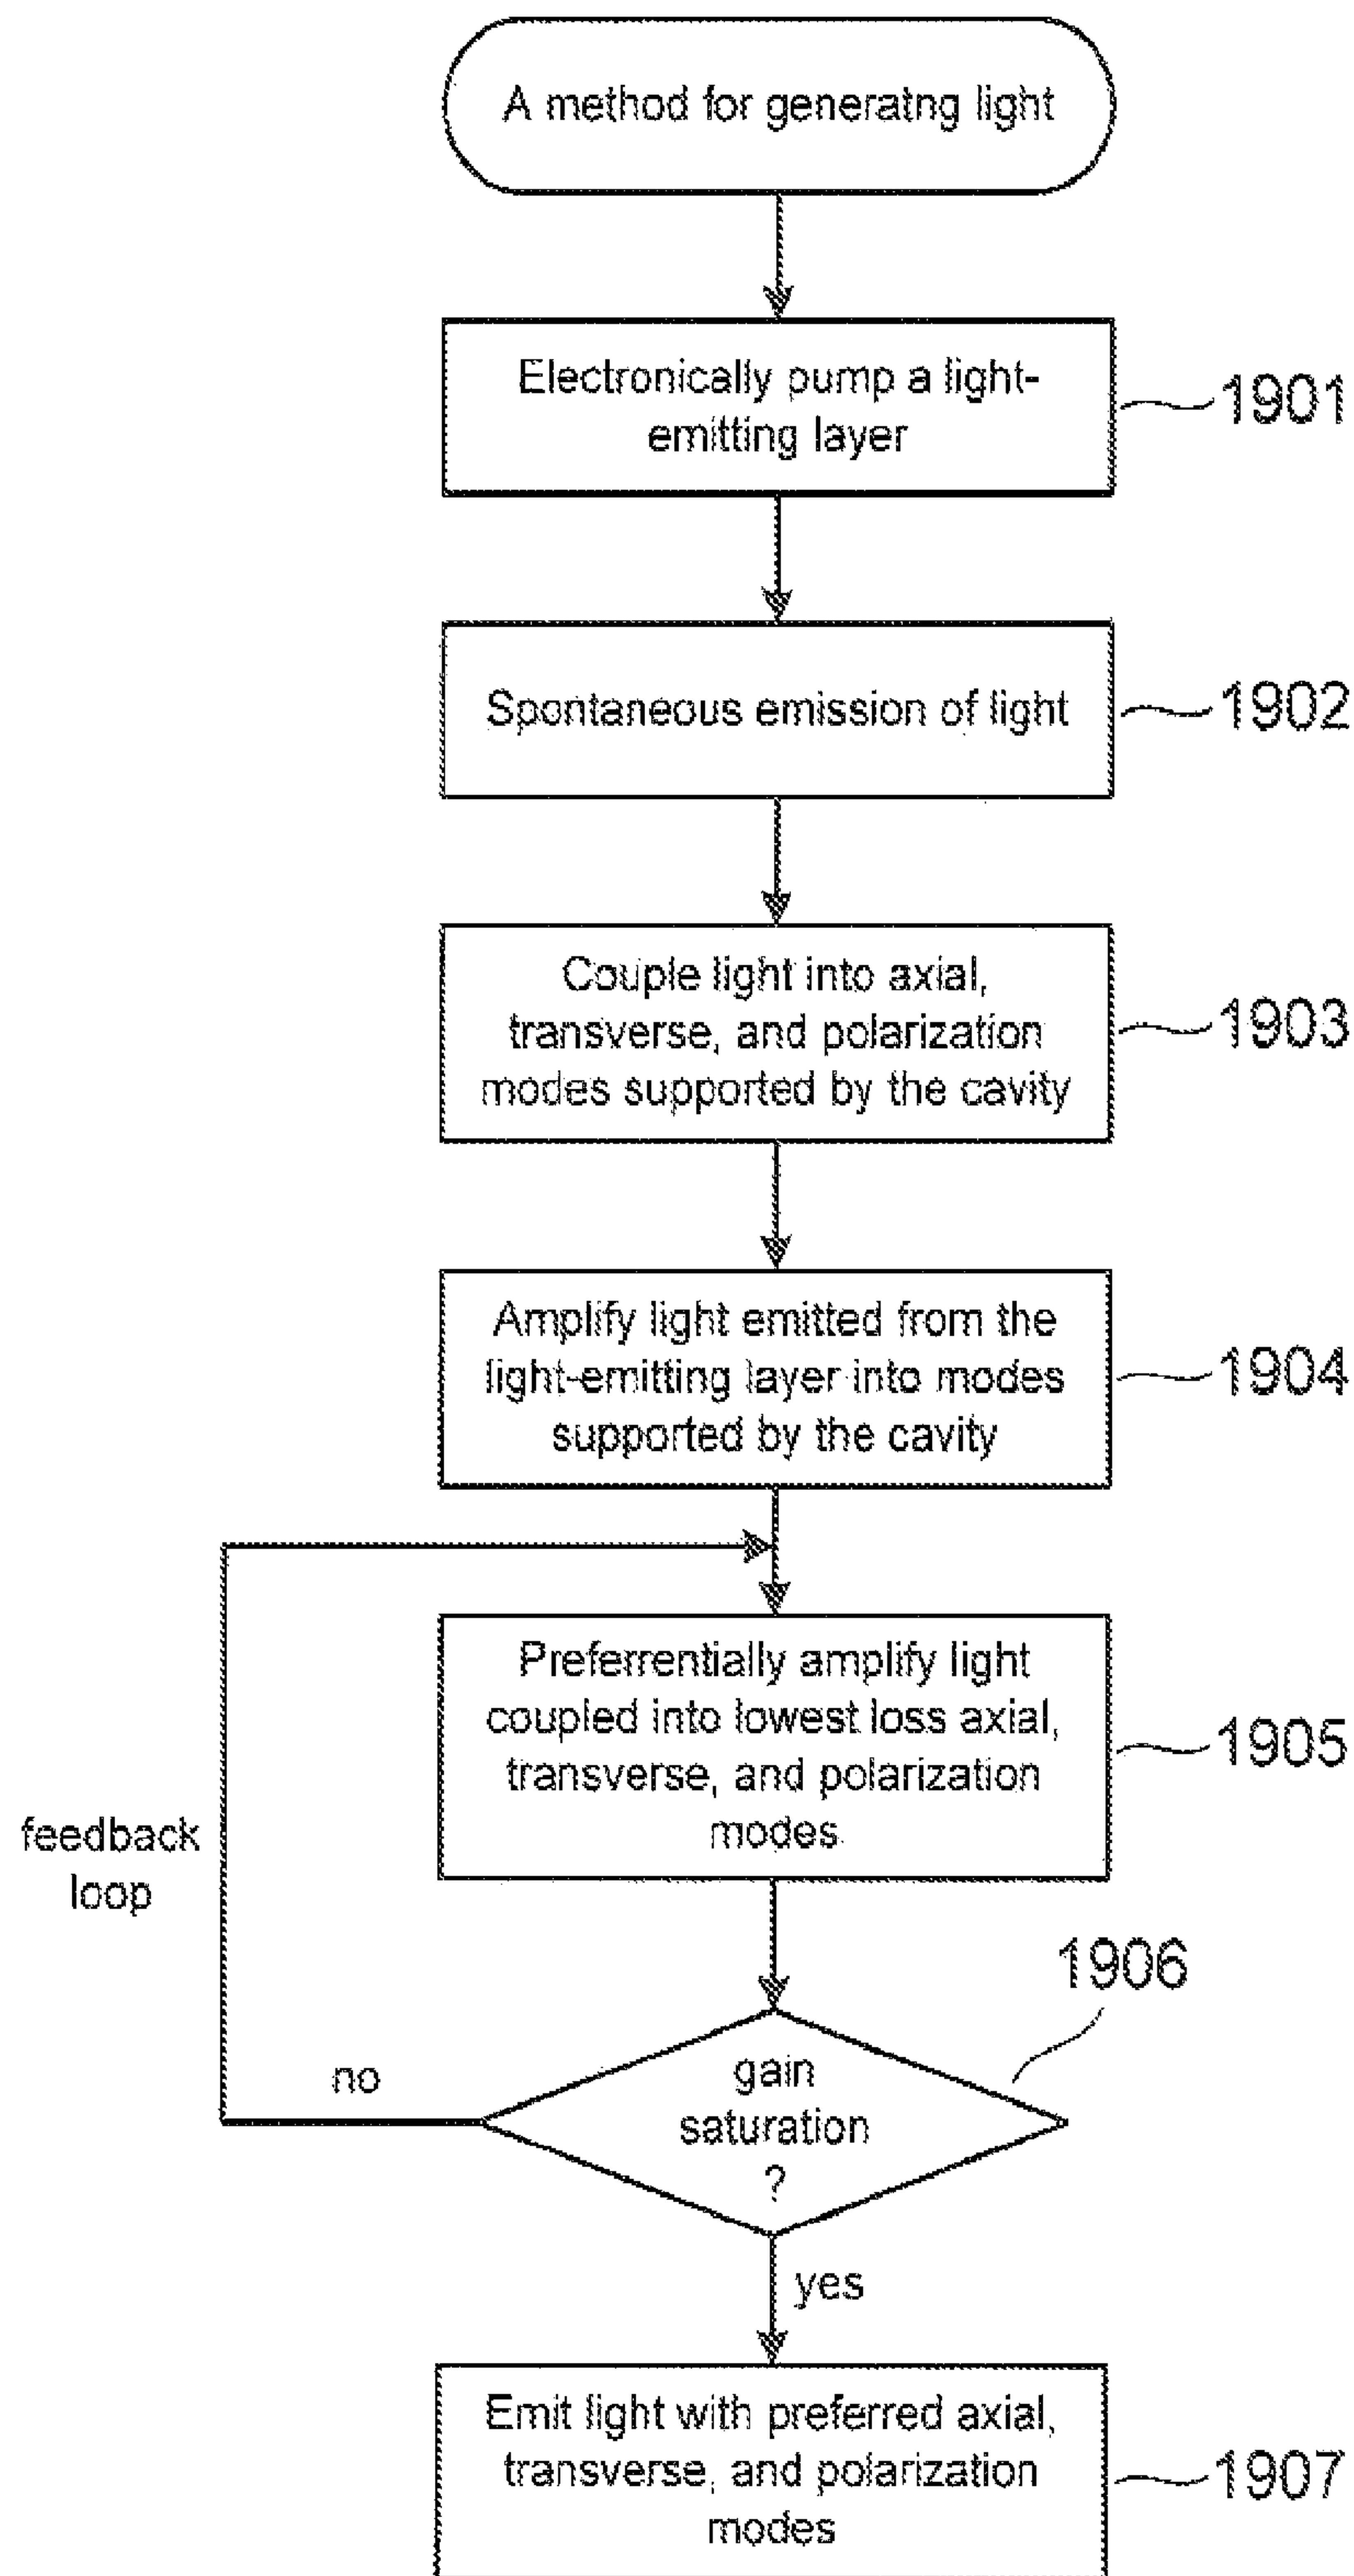 A method for generatng light
Electronically pump a light-
emitting layer
1901
Spontaneous emission of light
1902
Couple light into axial,
transverse, and polarization
modes supported by the cavity
1903
Amplify light emitted from the
light-emitting layer into modes
supported by the cavity
1904
Preferrentially amplify light
coupled into lowest loss axial,
transverse, and polarization
modes
1905
feedback
loop
1906
gain
saturation
?
no
yes
Emit light with preferred axial,
transverse, and polarization
modes
1907